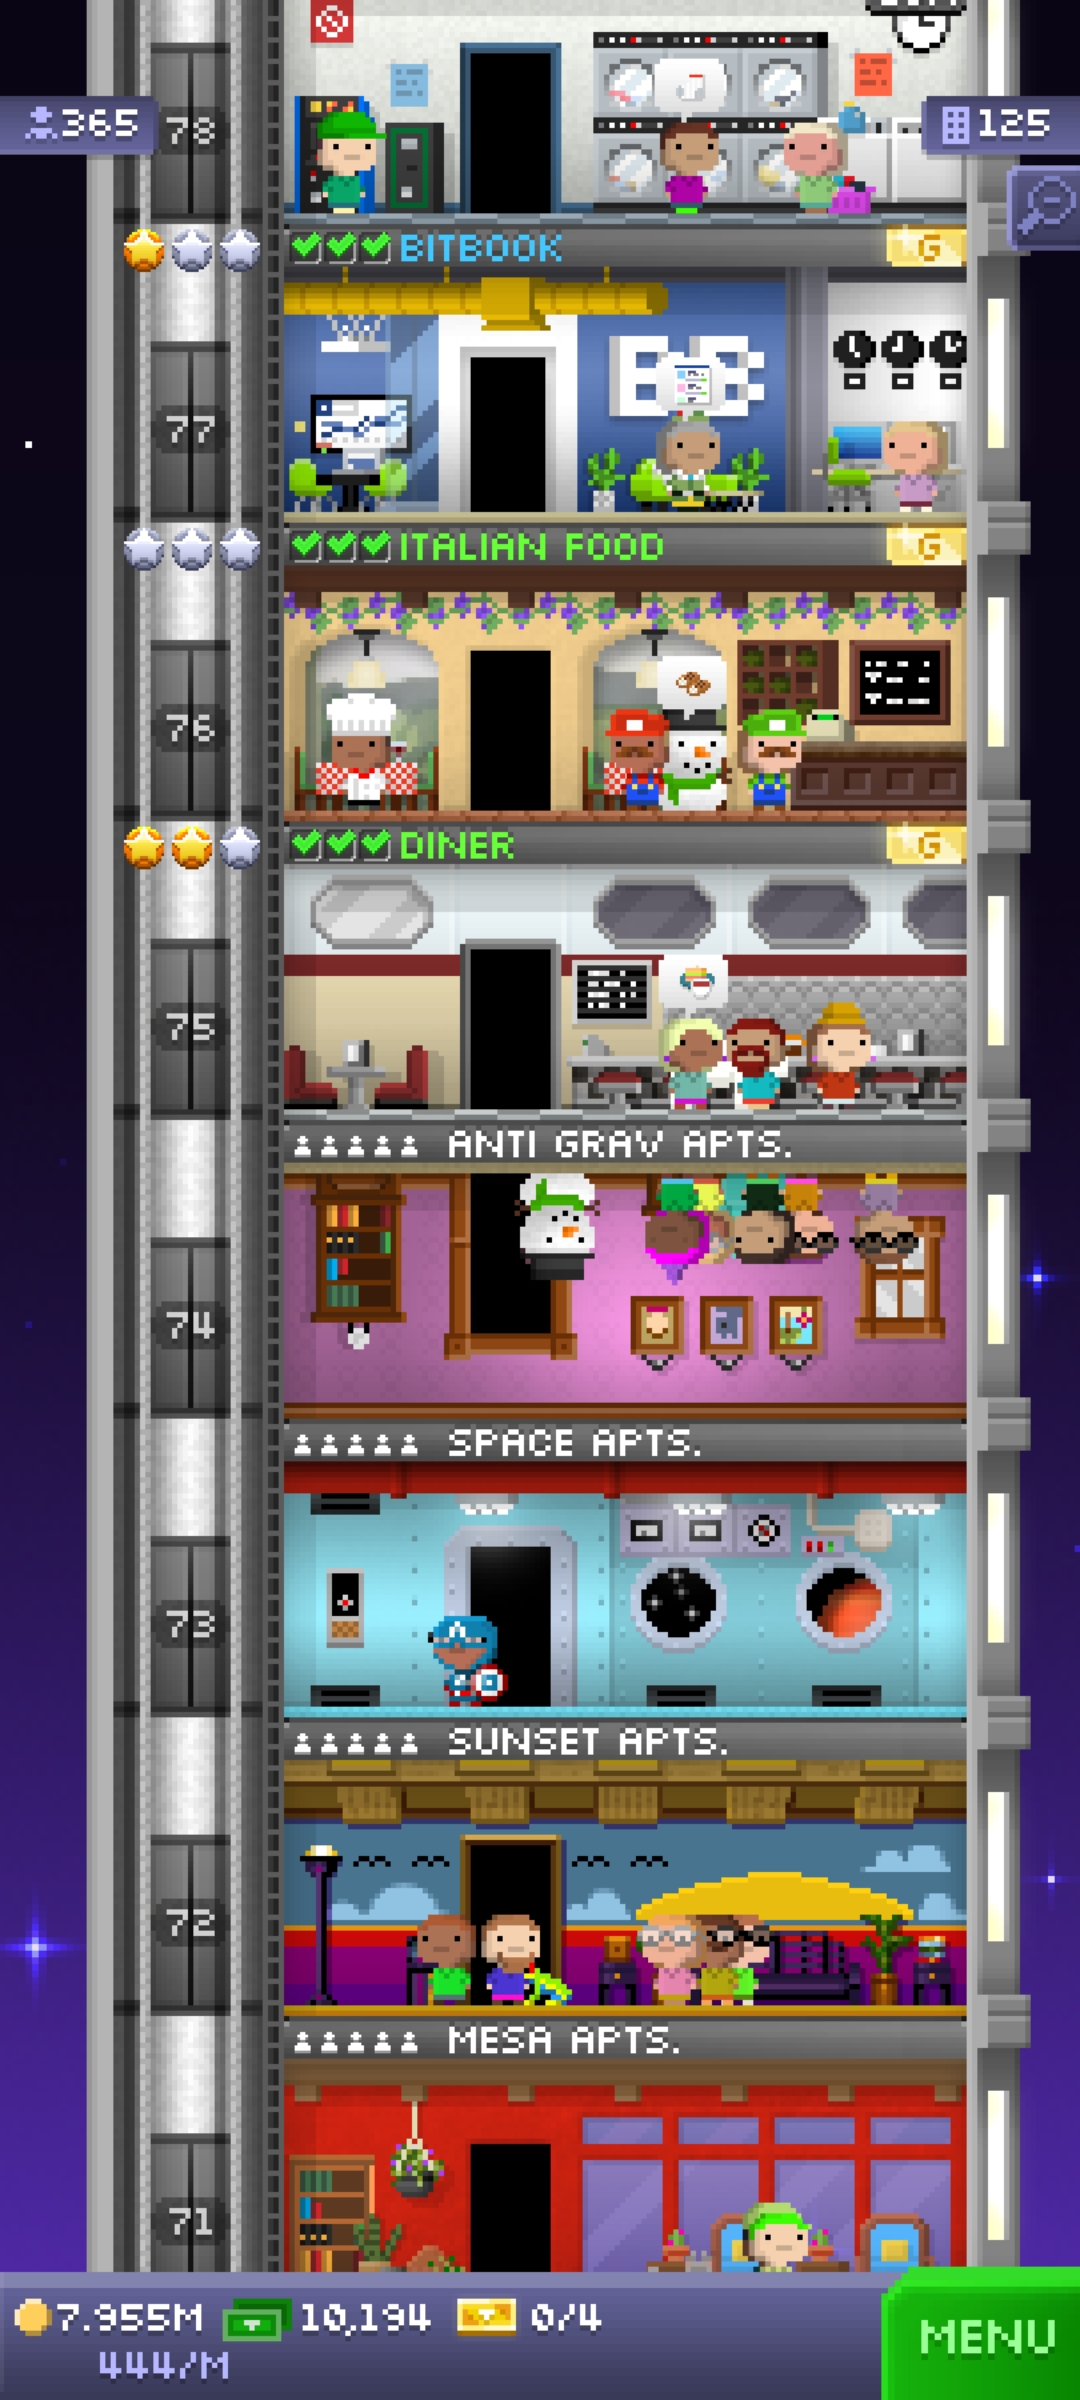 G
365
78
125
BITBOOK
G
BB
77
ITALIAN FOOD
G
76
DINER
G
75
ANTI GRAV APTS.
74
SPACE APTS.
73
A
SUNSET APTS.
72
MESA APTS.
71
7.955M
10,194
0/4
444/M
MENU